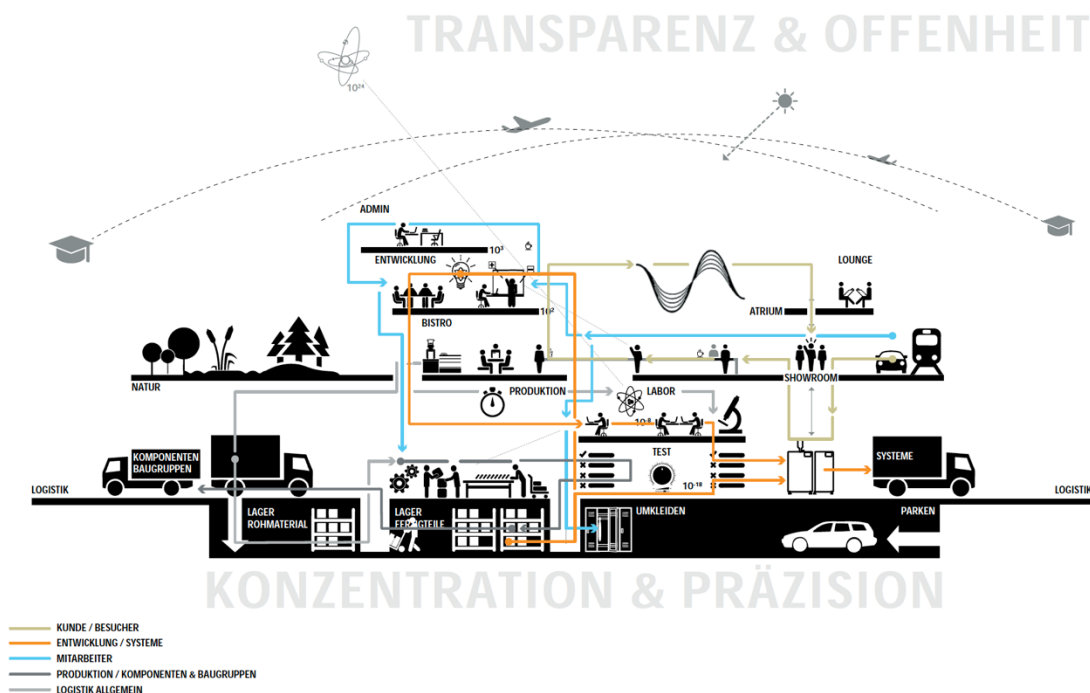 TRANSPARENZ & OFFENHEIT
10²⁴
ADMIN
10³
ENTWICKLUNG
LOUNGE
10²
ATRIUM
BISTRO
NATUR
SHOWROOM
PRODUKTION
LABOR
10⁻⁸
TEST
KOMPONENTEN
BAUGRUPPEN
SYSTEME
10⁻¹⁸
LOGISTIK
LOGISTIK
LAGER
ROHMATERIAL
LAGER
FERTIGTEILE
UMKLEIDEN
PARKEN
KONZENTRATION & PRÄZISION
KUNDE / BESUCHER
ENTWICKLUNG / SYSTEME
MITARBEITER
PRODUKTION / KOMPONENTEN & BAUGRUPPEN
LOGISTIK ALLGEMEIN